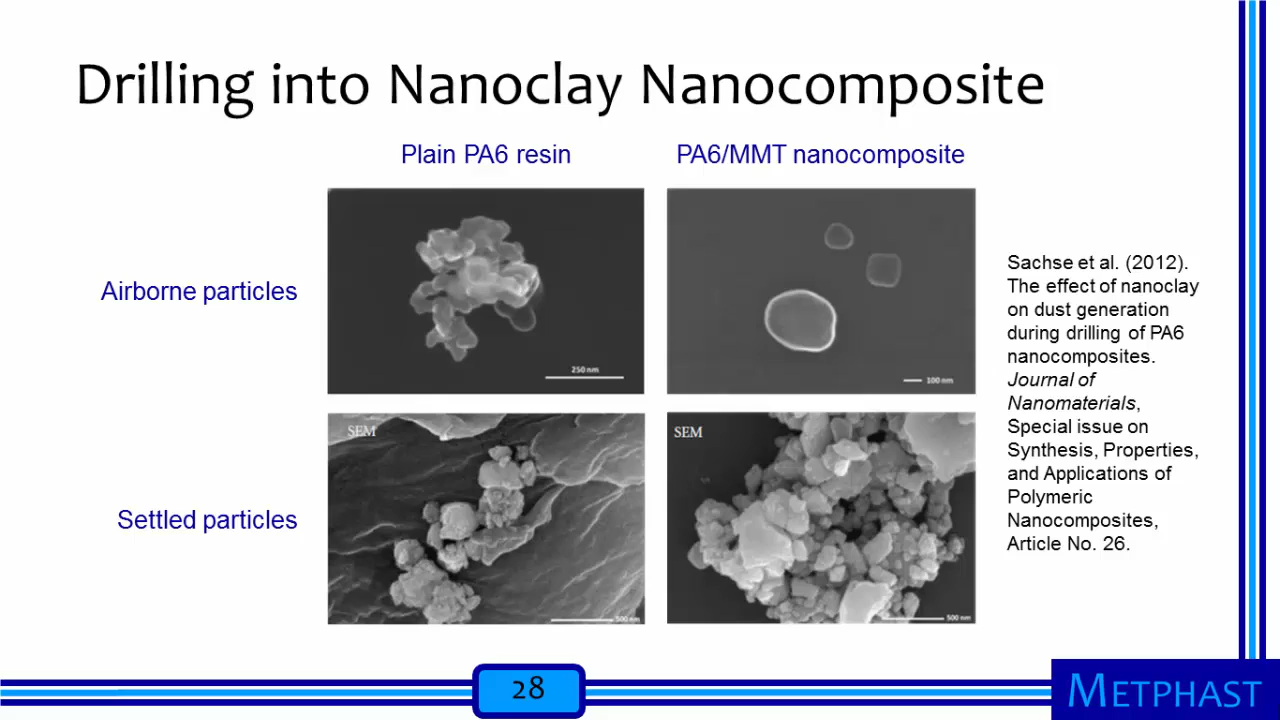 Drilling into Nanoclay Nanocomposite
Plain PA6 resin
PA6/MMT nanocomposite
Airborne particles
250 nm
100 nm
Sachse et al. (2012).
The effect of nanoclay
on dust generation
during drilling of PA6
nanocomposites.
Journal of
Nanomaterials,
Special issue on
Synthesis, Properties,
and Applications of
Polymeric
Nanocomposites,
Article No. 26.
Settled particles
SEM
500 nm
SEM
500 nm
28
METPHAST